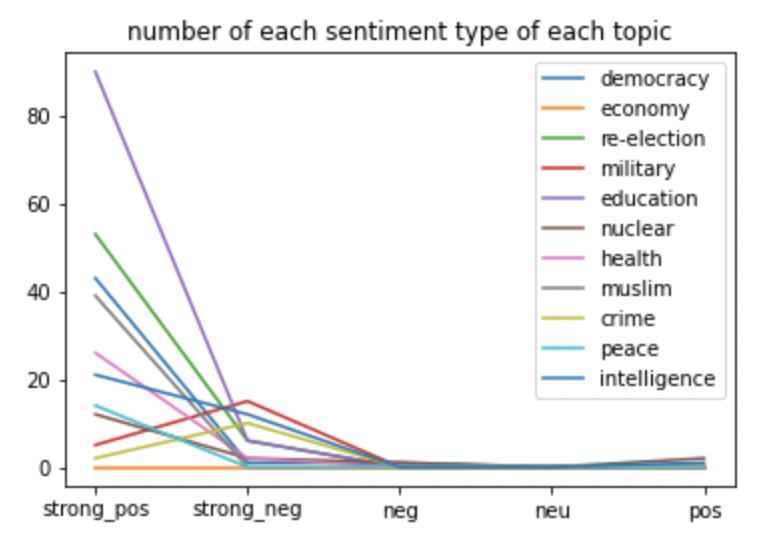 number of each sentiment type of each topic
democracy
economy
re-election
military
education
nuclear
health
muslim
crime
peace
intelligence
80
60
40
20
0
strong_pos strong_neg neg neu pos